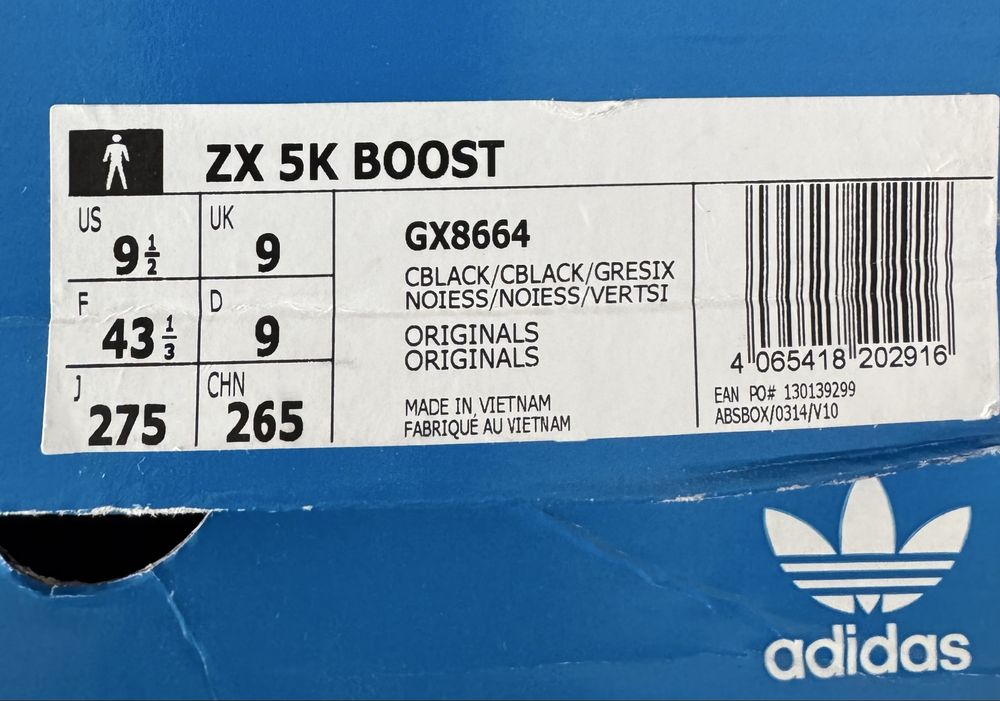 ZX 5K BOOST
US
9 1/2
UK
9
F
43 1/3
D
9
J
275
CHN
265
GX8664
CBLACK/CBLACK/GRESIX
NOIESS/NOIESS/VERTSI
ORIGINALS
ORIGINALS
MADE IN VIETNAM
FABRIQUÉ AU VIETNAM
4 065418 202916
EAN PO# 130139299
ABSBOX/0314/V10
adidas